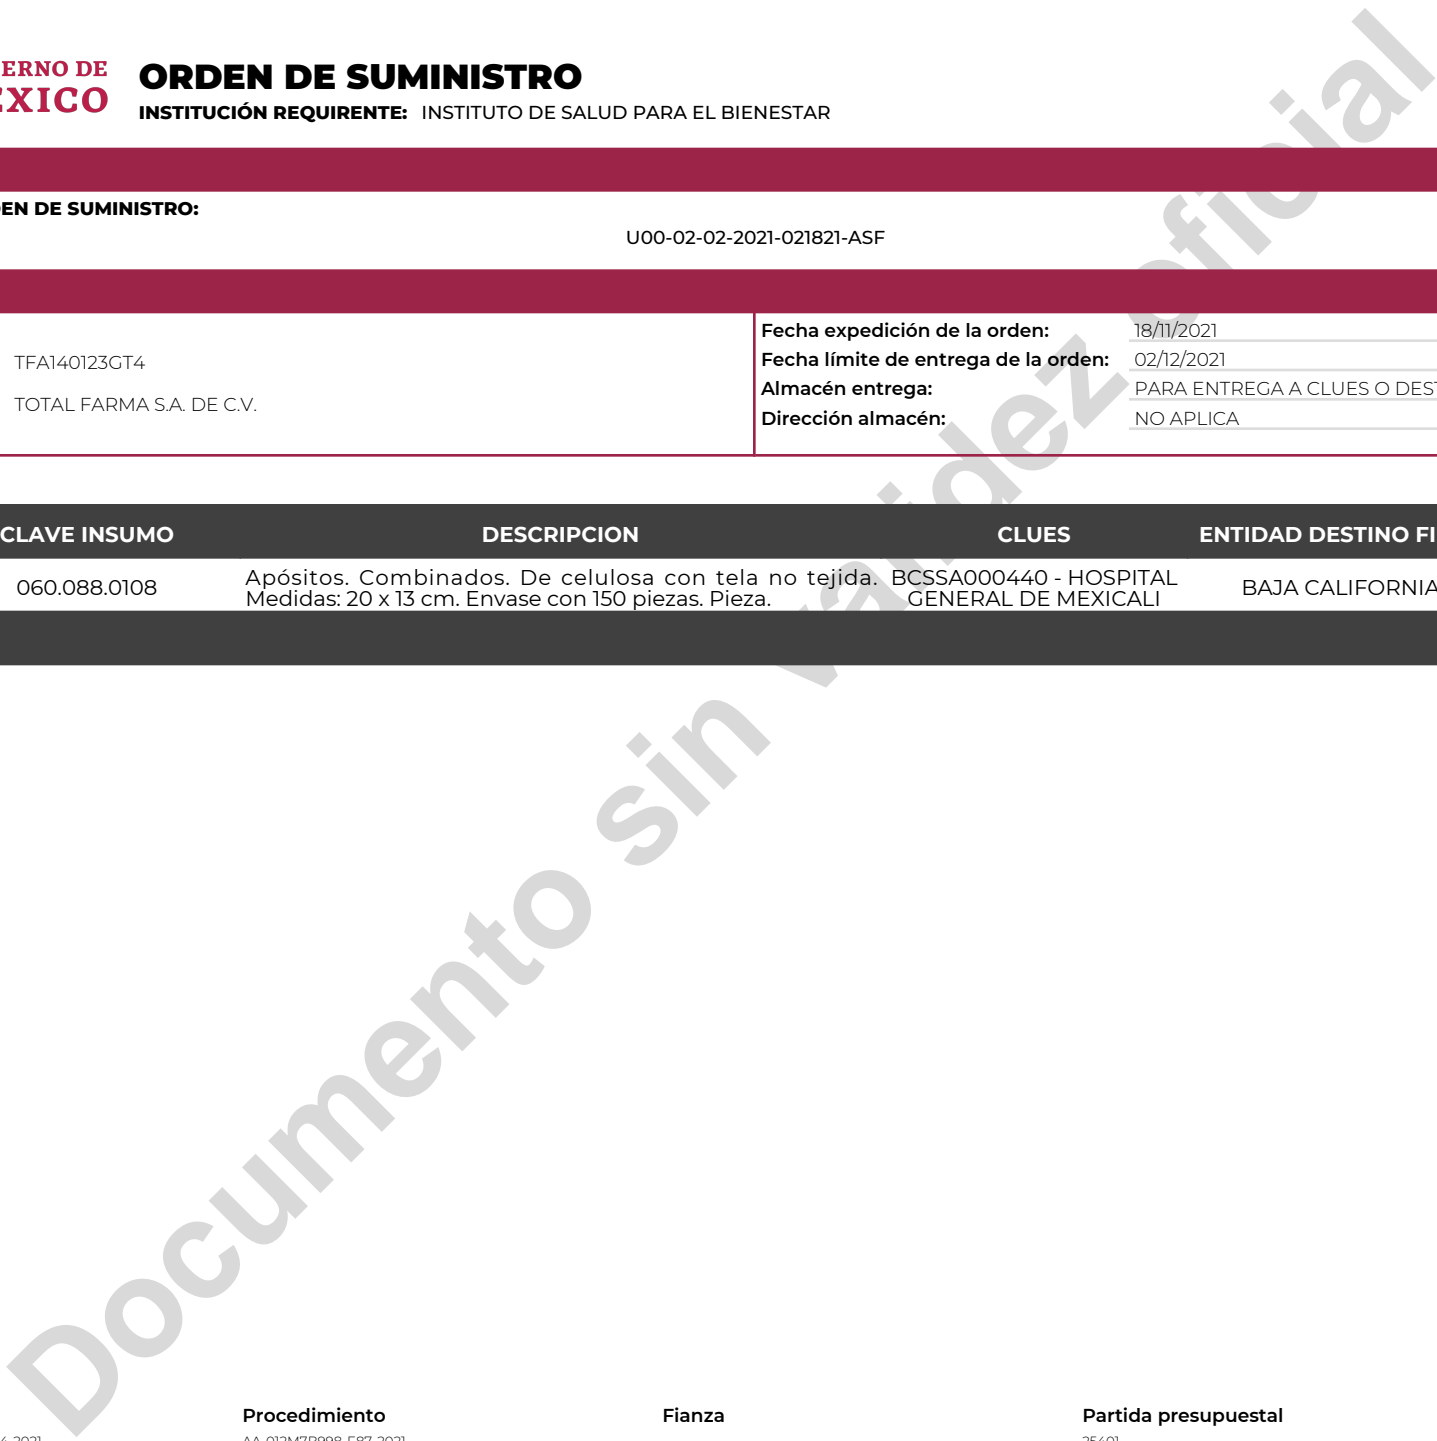 ERNO DE
EXICO
ORDEN DE SUMINISTRO
INSTITUCIÓN REQUIRENTE: INSTITUTO DE SALUD PARA EL BIENESTAR
EN DE SUMINISTRO:
U00-02-02-2021-021821-ASF
TFA140123GT4
TOTAL FARMA S.A. DE C.V.
Fecha expedición de la orden: 18/11/2021
Fecha límite de entrega de la orden: 02/12/2021
Almacén entrega: PARA ENTREGA A CLUES O DEST
Dirección almacén: NO APLICA
CLAVE INSUMO DESCRIPCION CLUES ENTIDAD DESTINO FI
060.088.0108
Apósitos. Combinados. De celulosa con tela no tejida.
Medidas: 20 x 13 cm. Envase con 150 piezas. Pieza.
BCSSA000440 - HOSPITAL
GENERAL DE MEXICALI
BAJA CALIFORNIA
Documento sin validez oficial
Procedimiento Fianza Partida presupuestal